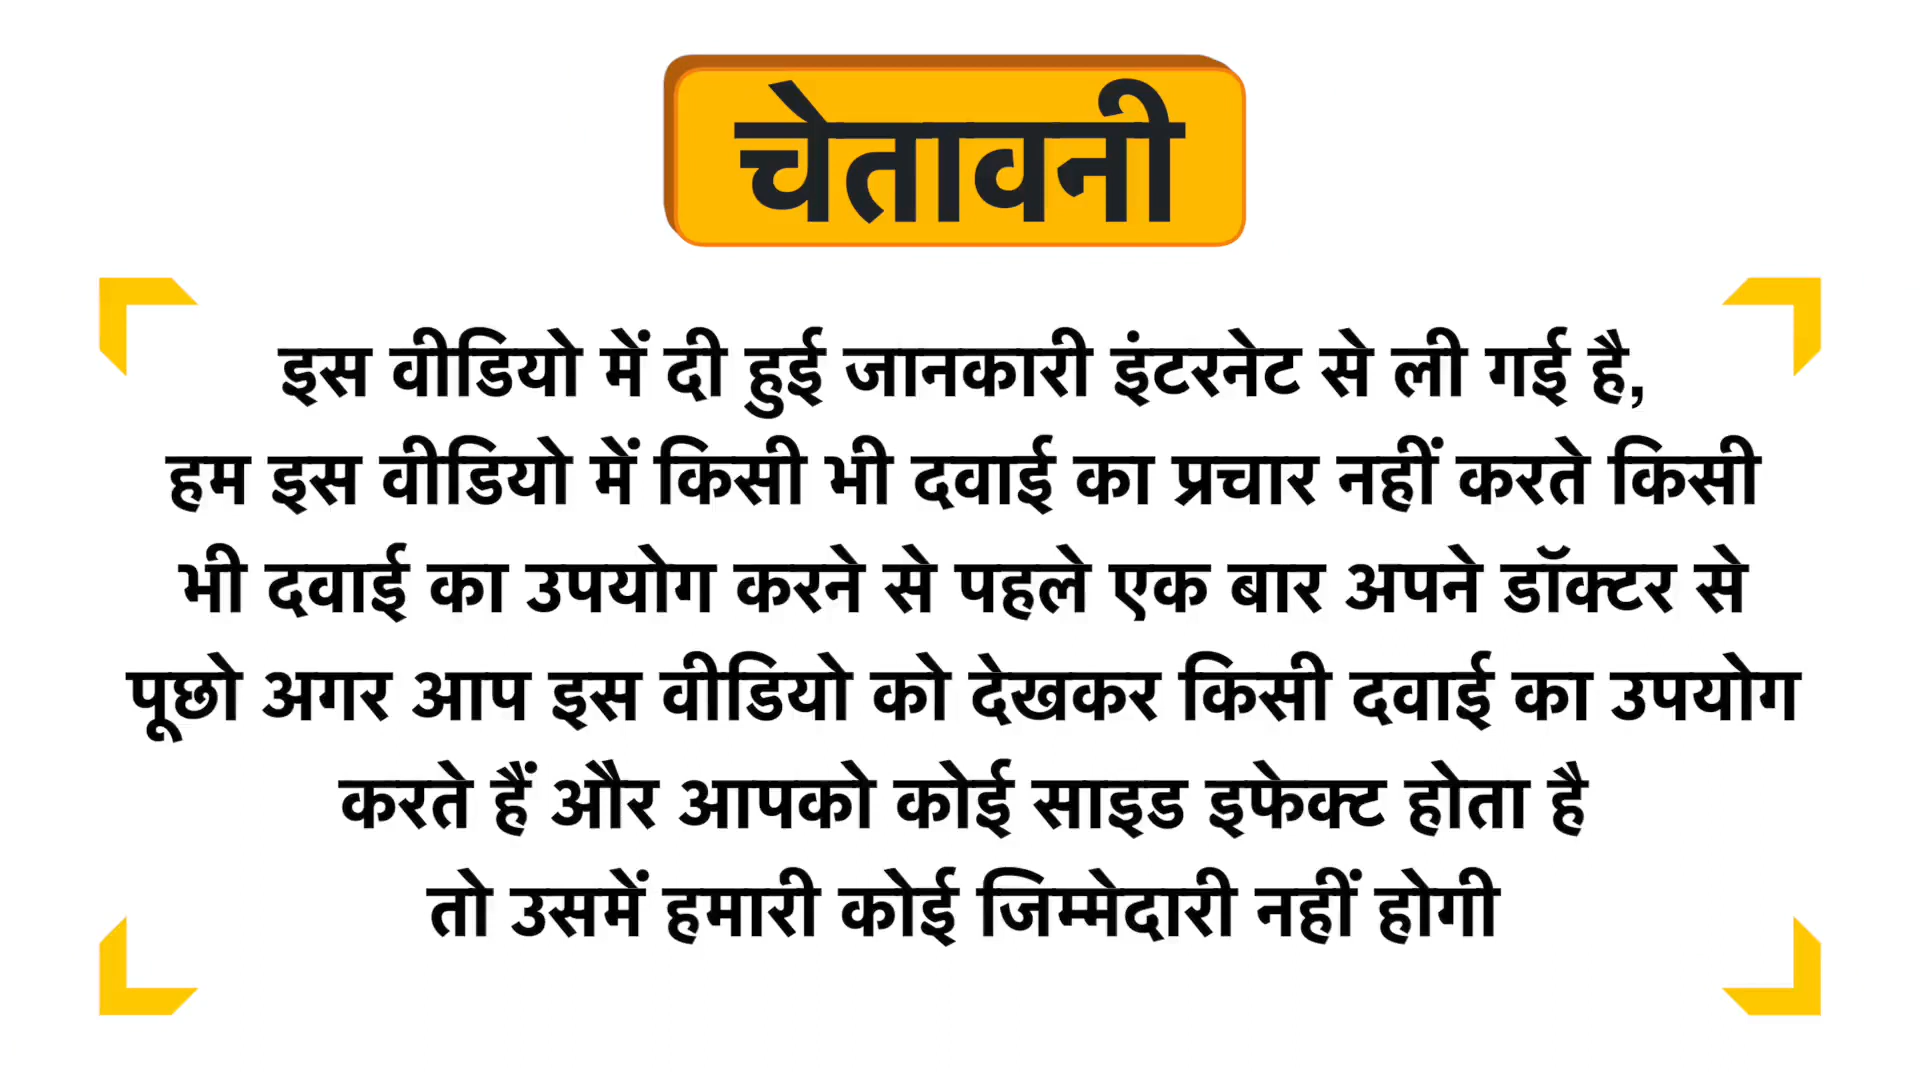 चेतावनी
इस वीडियो में दी हुई जानकारी इंटरनेट से ली गई है,
हम इस वीडियो में किसी भी दवाई का प्रचार नहीं करते किसी
भी दवाई का उपयोग करने से पहले एक बार अपने डॉक्टर से
पूछो अगर आप इस वीडियो को देखकर किसी दवाई का उपयोग
करते हैं और आपको कोई साइड इफेक्ट होता है
तो उसमें हमारी कोई जिम्मेदारी नहीं होगी